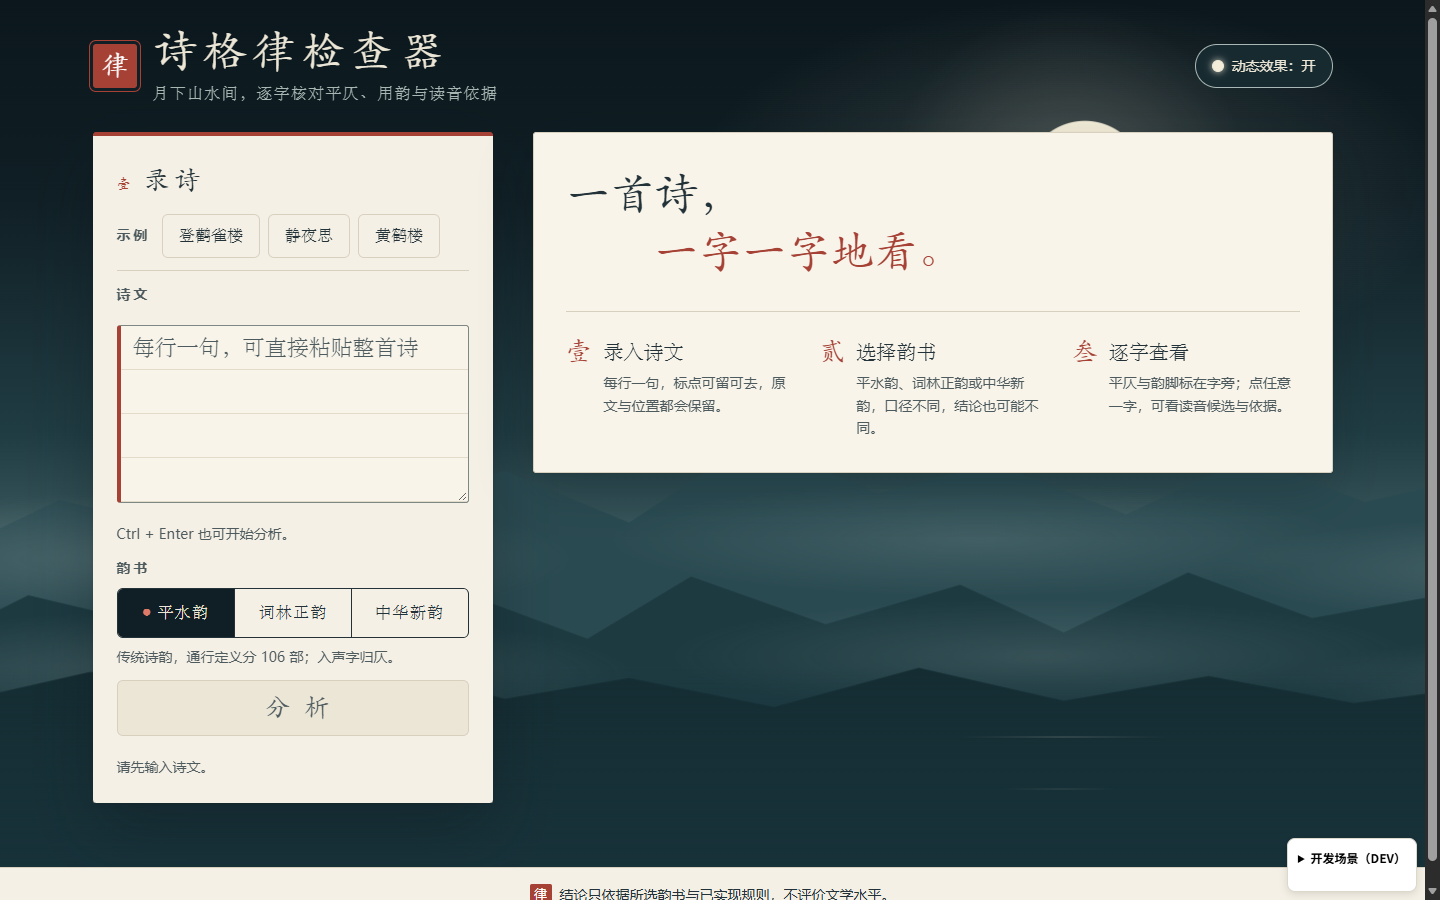 律
诗格律检查器
月下山水间，逐字核对平仄、用韵与读音依据
动态效果：开
壹 录诗
示例 登鹳雀楼 静夜思 黄鹤楼
诗文
每行一句，可直接粘贴整首诗
Ctrl + Enter 也可开始分析。
韵书
平水韵 词林正韵 中华新韵
传统诗韵，通行定义分 106 部；入声字归仄。
分析
请先输入诗文。
一首诗，
一字一字地看。
壹 录入诗文
每行一句，标点可留可去，原
文与位置都会保留。
贰 选择韵书
平水韵、词林正韵或中华新
韵，口径不同，结论也可能不
同。
叁 逐字查看
平仄与韵脚标在字旁；点任意
一字，可看读音候选与依据。
开发场景（DEV）
律 结论只依据所选韵书与已实现规则，不评价文学水平。